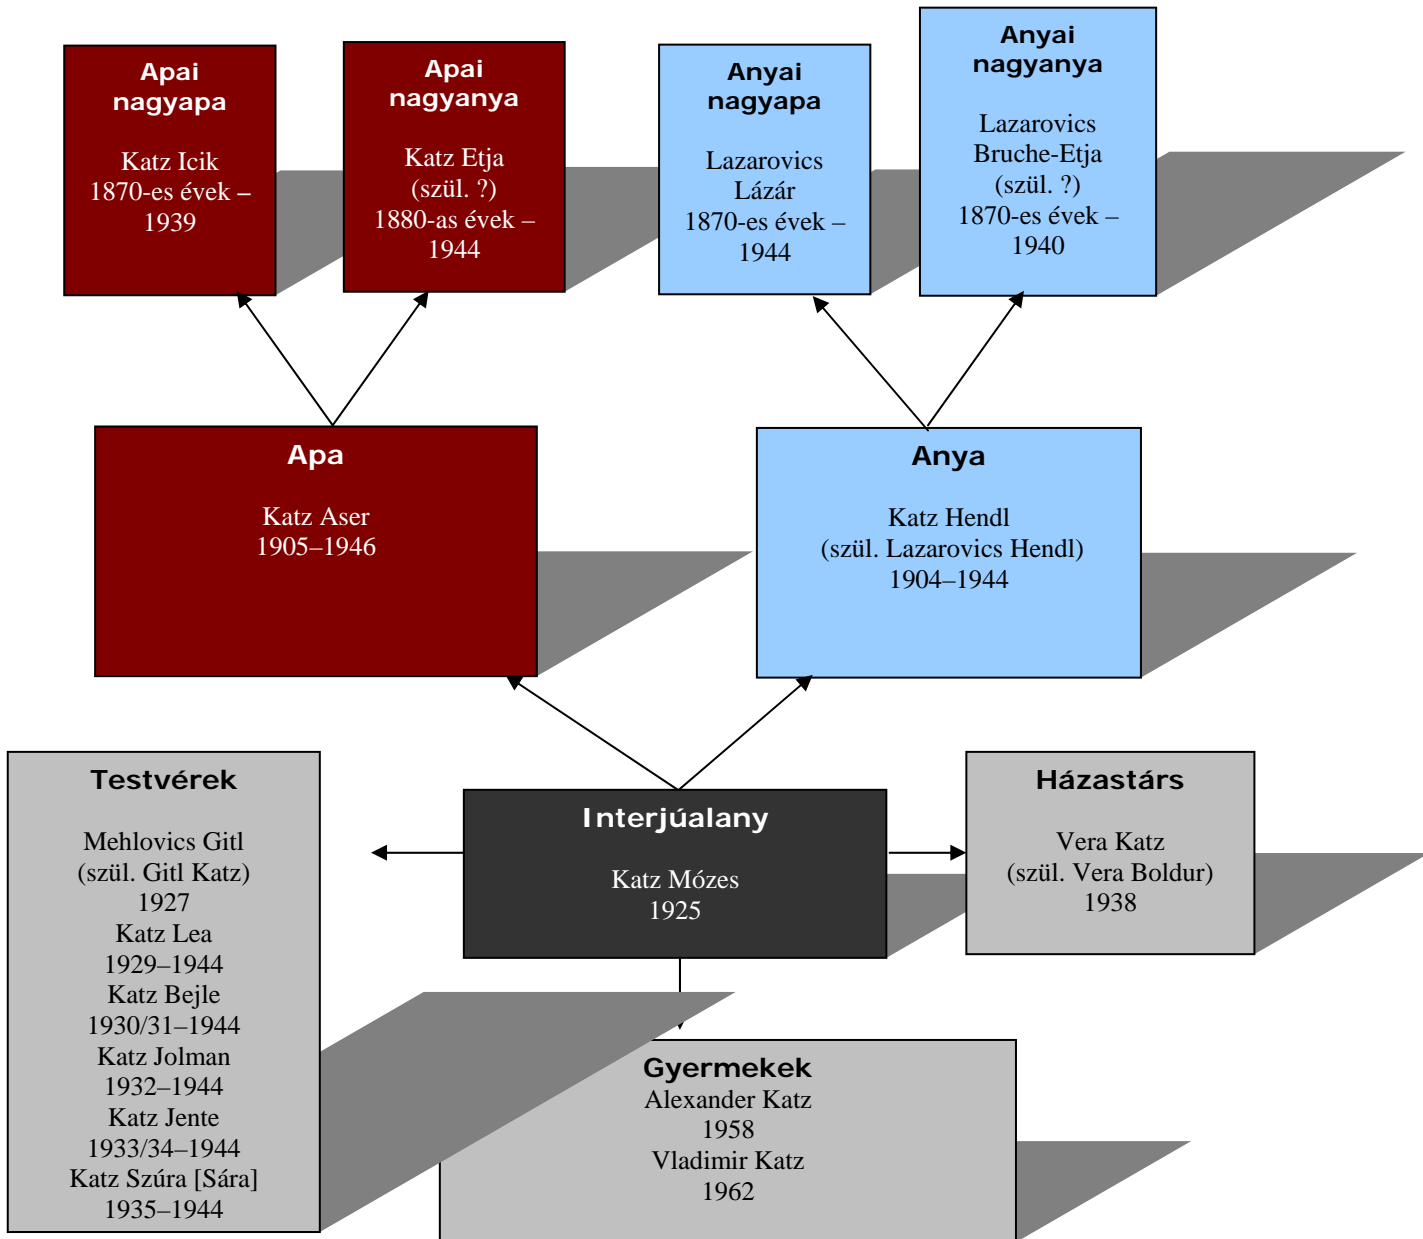 Apai
nagyapa
Katz Icik
1870-es évek –
1939
Apai
nagyanya
Katz Etja
(szül. ?)
1880-as évek –
1944
Anyai
nagyapa
Lazarovics
Lázár
1870-es évek –
1944
Anyai
nagyanya
Lazarovics
Bruche-Etja
(szül. ?)
1870-es évek –
1940
Apa
Katz Aser
1905–1946
Anya
Katz Hendl
(szül. Lazarovics Hendl)
1904–1944
Testvérek
Mehlovics Gitl
(szül. Gitl Katz)
1927
Katz Lea
1929–1944
Katz Bejle
1930/31–1944
Katz Jolman
1932–1944
Katz Jente
1933/34–1944
Katz Szúra [Sára]
1935–1944
Interjúalany
Katz Mózes
1925
Házastárs
Vera Katz
(szül. Vera Boldur)
1938
Gyermekek
Alexander Katz
1958
Vladimir Katz
1962